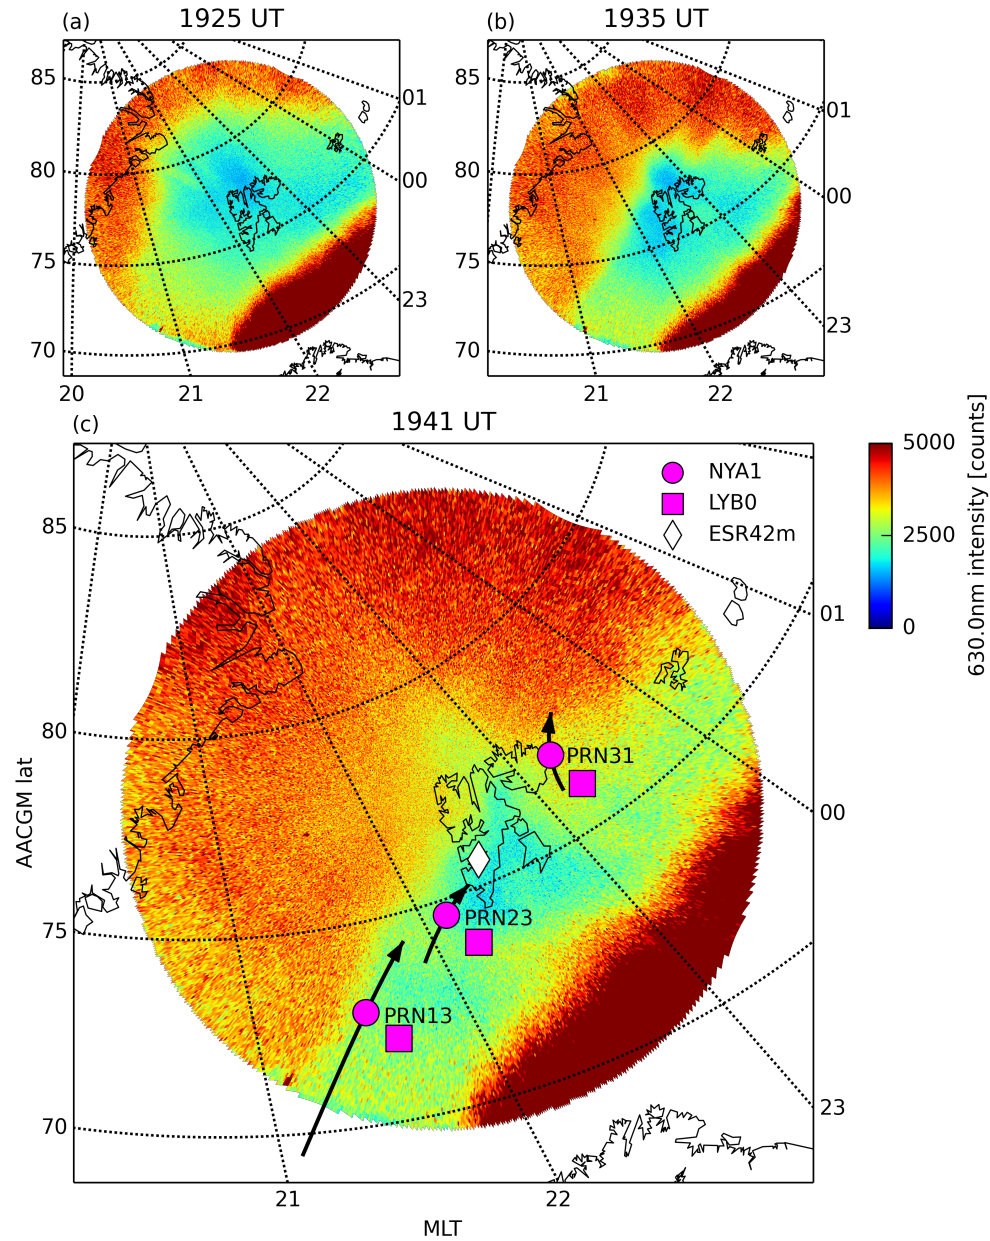 (a) 1925 UT
85
80
75
70
20 21 22
01
00
23
(b) 1935 UT
85
80
75
70
21 22
01
00
23
(c) 1941 UT
NYA1
LYB0
ESR42m
85
80
75
70
AACGM lat
PRN31
PRN23
PRN13
01
00
23
21 22
MLT
5000
2500
0
630.0nm intensity [counts]